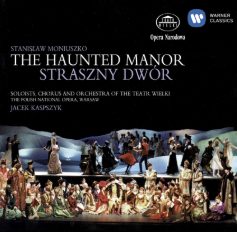 WIELKI
Opera Narodowa
WARNER
CLASSICS
STANISŁAW MONIUSZKO
THE HAUNTED MANOR
STRASZNY DWÓR
SOLOISTS, CHORUS AND ORCHESTRA OF THE TEATR WIELKI
THE POLISH NATIONAL OPERA, WARSAW
JACEK KASPSZYK